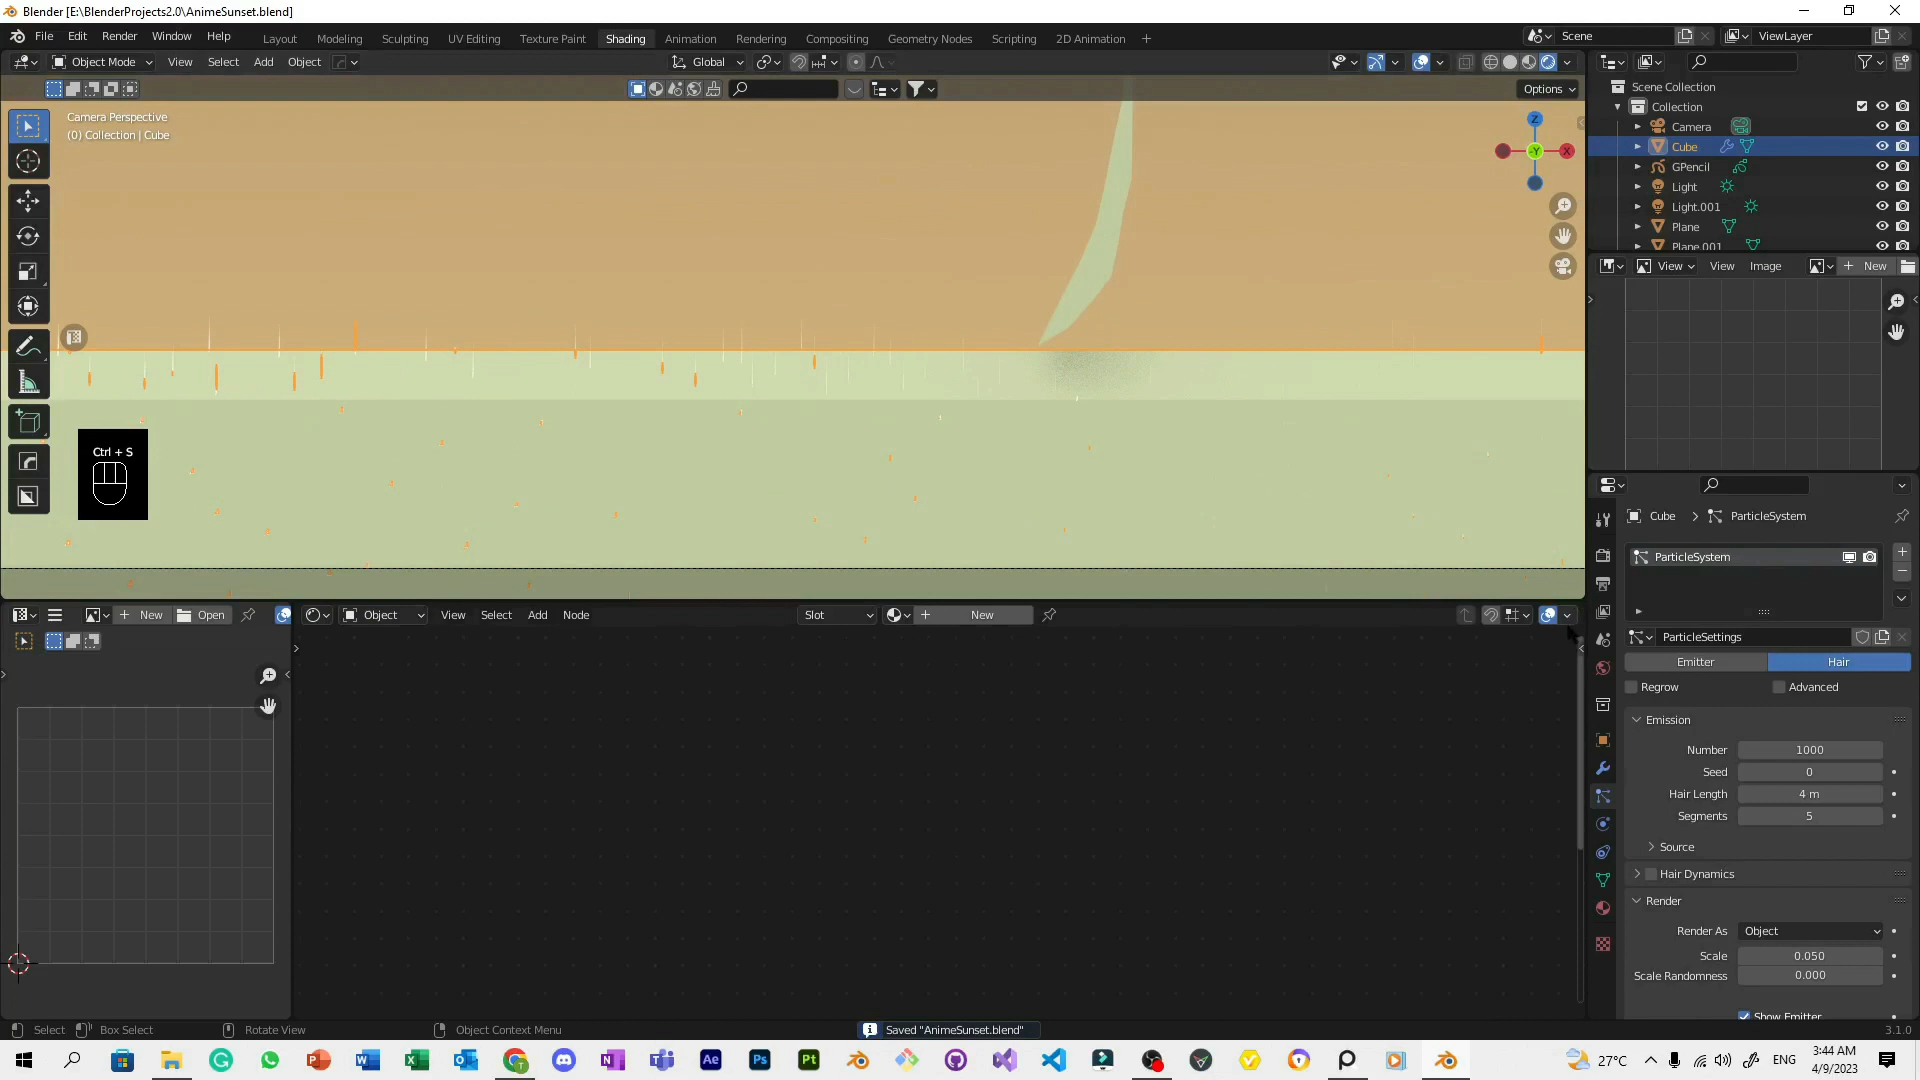 Blender [E:\BlenderProjects2.0\AnimeSunset.blend]
File Edit Render Window Help
Layout Modeling Sculpting UV Editing Texture Paint Shading Animation Rendering Compositing Geometry Nodes Scripting 2D Animation +
Scene ViewLayer
Object Mode View Select Add Object Global
Options
Camera Perspective
(0) Collection | Cube
Z
-Y
X
Ctrl + S
Scene Collection
Collection
Camera
Cube
GPencil
Light
Light.001
Plane
Plane.001
View View Image New
Cube > ParticleSystem
ParticleSystem
ParticleSettings
Emitter Hair
Regrow Advanced
Emission
Number 1000
Seed 0
Hair Length 4 m
Segments 5
Source
Hair Dynamics
Render
Render As Object
Scale 0.050
Scale Randomness 0.000
Show Emitter
New Open Object View Select Add Node Slot New
Select Box Select Rotate View Object Context Menu Saved "AnimeSunset.blend" 3.1.0
Ae Ps Pt 27°C ENG 3:44 AM
4/9/2023